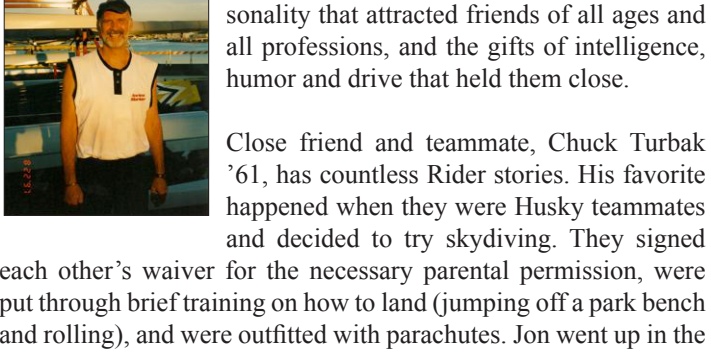 sonality that attracted friends of all ages and
all professions, and the gifts of intelligence,
humor and drive that held them close.
Close friend and teammate, Chuck Turbak
’61, has countless Rider stories. His favorite
happened when they were Husky teammates
and decided to try skydiving. They signed
each other’s waiver for the necessary parental permission, were
put through brief training on how to land (jumping off a park bench
and rolling), and were outfitted with parachutes. Jon went up in the